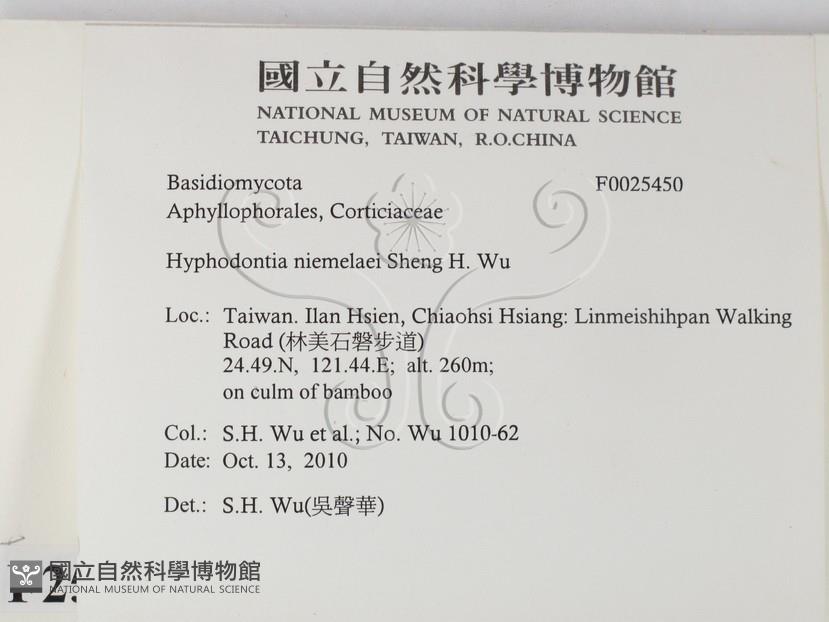 國立自然科學博物館
NATIONAL MUSEUM OF NATURAL SCIENCE
TAICHUNG, TAIWAN, R.O.CHINA
Basidiomycota F0025450
Aphyllophorales, Corticiaceae
Hyphodontia niemelaei Sheng H. Wu
Loc.: Taiwan. Ilan Hsien, Chiaohsi Hsiang: Linmeishihpan Walking
Road (林美石磐步道)
24.49.N, 121.44.E; alt. 260m;
on culm of bamboo
Col.: S.H. Wu et al.; No. Wu 1010-62
Date: Oct. 13, 2010
Det.: S.H. Wu(吳聲華)
國立自然科學博物館
NATIONAL MUSEUM OF NATURAL SCIENCE